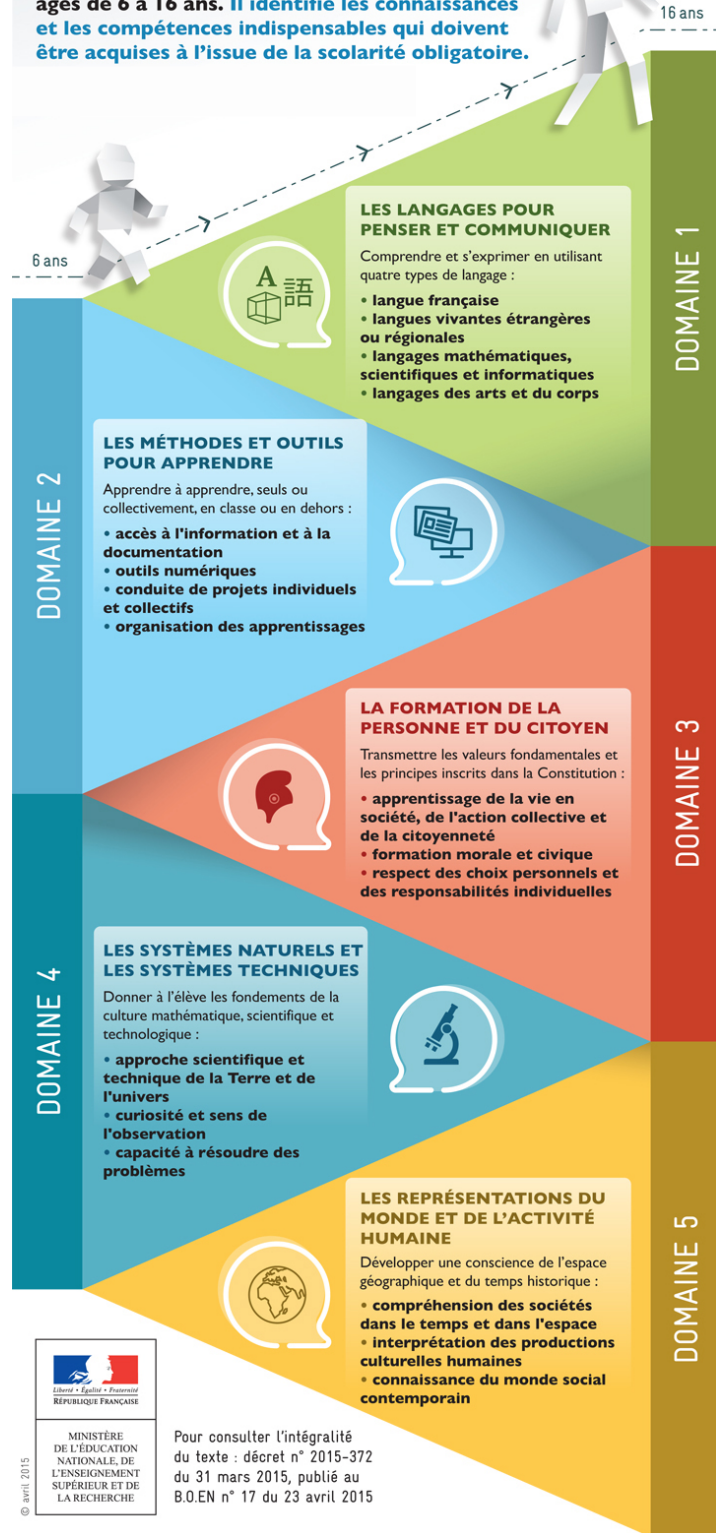 âgés de 6 à 16 ans. Il identifie les connaissances
et les compétences indispensables qui doivent
être acquises à l’issue de la scolarité obligatoire.
16 ans
6 ans
DOMAINE 1
LES LANGAGES POUR
PENSER ET COMMUNIQUER
Comprendre et s’exprimer en utilisant
quatre types de langage :
• langue française
• langues vivantes étrangères
ou régionales
• langages mathématiques,
scientifiques et informatiques
• langages des arts et du corps
A 語
DOMAINE 2
LES MÉTHODES ET OUTILS
POUR APPRENDRE
Apprendre à apprendre, seuls ou
collectivement, en classe ou en dehors :
• accès à l'information et à la
documentation
• outils numériques
• conduite de projets individuels
et collectifs
• organisation des apprentissages
DOMAINE 3
LA FORMATION DE LA
PERSONNE ET DU CITOYEN
Transmettre les valeurs fondamentales et
les principes inscrits dans la Constitution :
• apprentissage de la vie en
société, de l'action collective et
de la citoyenneté
• formation morale et civique
• respect des choix personnels et
des responsabilités individuelles
DOMAINE 4
LES SYSTÈMES NATURELS ET
LES SYSTÈMES TECHNIQUES
Donner à l’élève les fondements de la
culture mathématique, scientifique et
technologique :
• approche scientifique et
technique de la Terre et de
l'univers
• curiosité et sens de
l'observation
• capacité à résoudre des
problèmes
DOMAINE 5
LES REPRÉSENTATIONS DU
MONDE ET DE L’ACTIVITÉ
HUMAINE
Développer une conscience de l’espace
géographique et du temps historique :
• compréhension des sociétés
dans le temps et dans l'espace
• interprétation des productions
culturelles humaines
• connaissance du monde social
contemporain
Liberté • Égalité • Fraternité
RÉPUBLIQUE FRANÇAISE
MINISTÈRE
DE L’ÉDUCATION
NATIONALE, DE
L’ENSEIGNEMENT
SUPÉRIEUR ET DE
LA RECHERCHE
© avril 2015
Pour consulter l’intégralité
du texte : décret n° 2015-372
du 31 mars 2015, publié au
B.O.EN n° 17 du 23 avril 2015